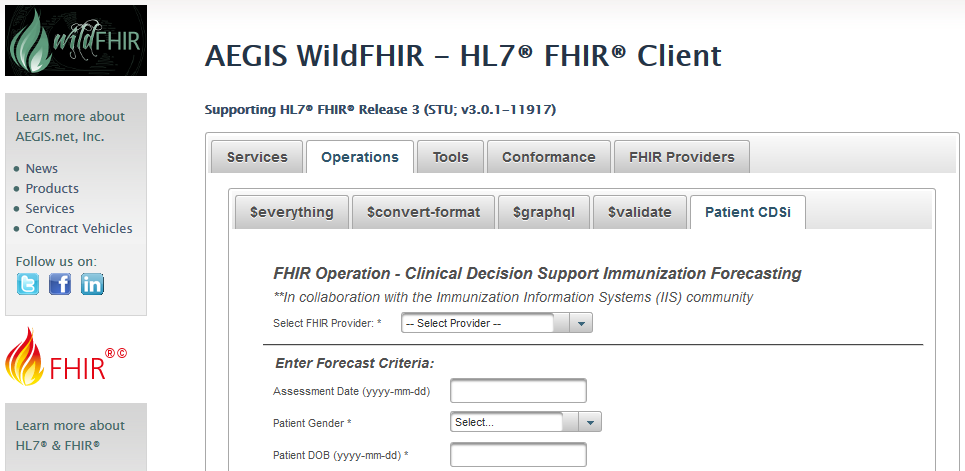 wildFHIR
Learn more about
AEGIS.net, Inc.
News
Products
Services
Contract Vehicles
Follow us on:
FHIR®©
Learn more about
HL7® & FHIR®
AEGIS WildFHIR – HL7® FHIR® Client
Supporting HL7® FHIR® Release 3 (STU; v3.0.1-11917)
Services Operations Tools Conformance FHIR Providers
$everything $convert-format $graphql $validate Patient CDSi
FHIR Operation - Clinical Decision Support Immunization Forecasting
**In collaboration with the Immunization Information Systems (IIS) community
Select FHIR Provider: * -- Select Provider --
Enter Forecast Criteria:
Assessment Date (yyyy-mm-dd)
Patient Gender * Select...
Patient DOB (yyyy-mm-dd) *